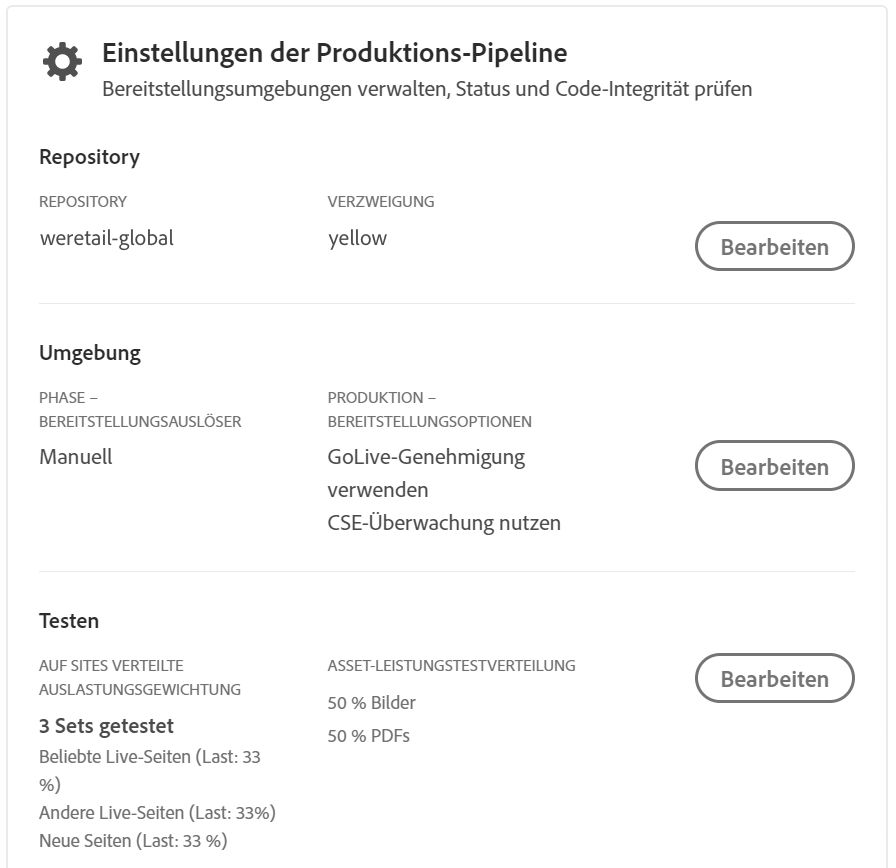 Einstellungen der Produktions-Pipeline
Bereitstellungsumgebungen verwalten, Status und Code-Integrität prüfen
Repository
REPOSITORY
weretail-global
VERZWEIGUNG
yellow
Bearbeiten
Umgebung
PHASE –
BEREITSTELLUNGSAUSLÖSER
Manuell
PRODUKTION –
BEREITSTELLUNGSOPTIONEN
GoLive-Genehmigung
verwenden
CSE-Überwachung nutzen
Bearbeiten
Testen
AUF SITES VERTEILTE
AUSLASTUNGSGEWICHTUNG
3 Sets getestet
Beliebte Live-Seiten (Last: 33
%)
Andere Live-Seiten (Last: 33%)
Neue Seiten (Last: 33 %)
ASSET-LEISTUNGSTESTVERTEILUNG
50 % Bilder
50 % PDFs
Bearbeiten